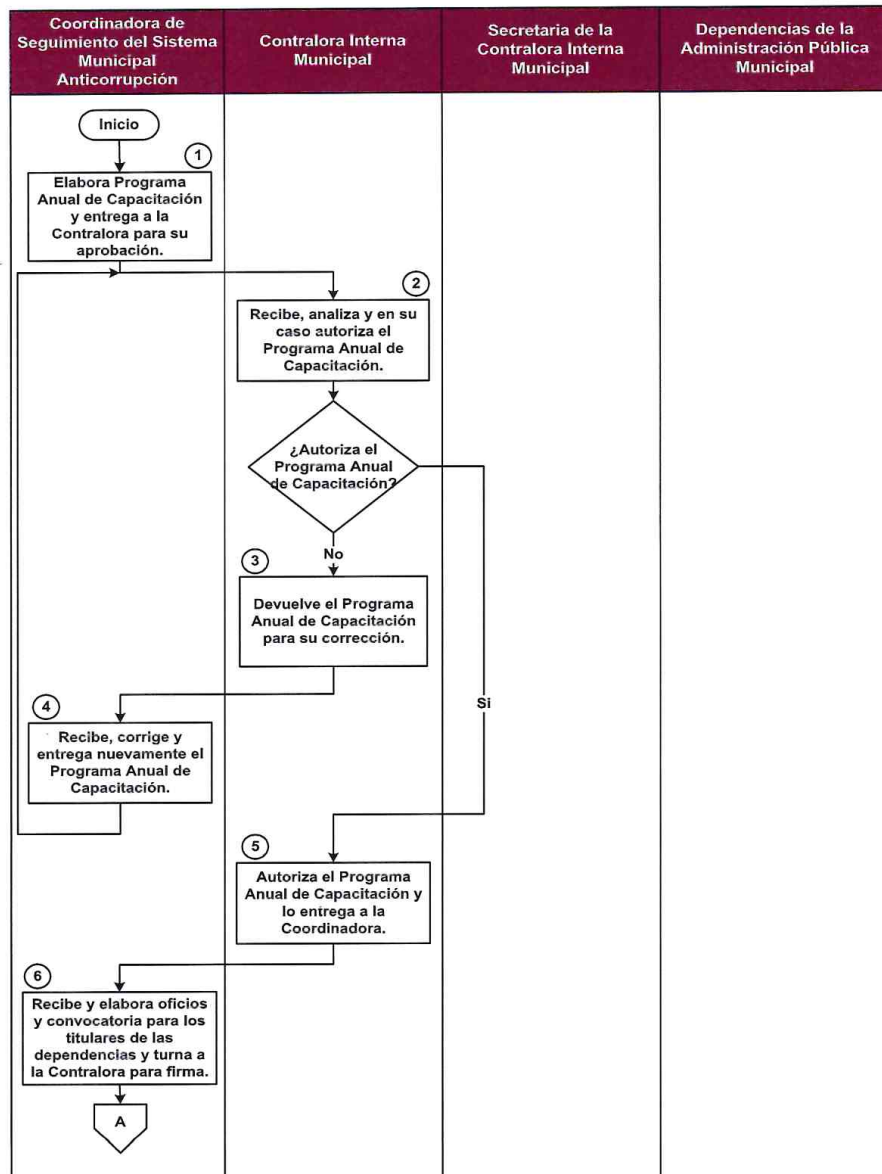 Coordinadora de
Seguimiento del Sistema
Municipal
Anticorrupción
Contralora Interna
Municipal
Secretaria de la
Contralora Interna
Municipal
Dependencias de la
Administración Pública
Municipal
Inicio
1
Elabora Programa
Anual de Capacitación
y entrega a la
Contralora para su
aprobación.
2
Recibe, analiza y en su
caso autoriza el
Programa Anual de
Capacitación.
¿Autoriza el
Programa Anual
de Capacitación?
No
3
Devuelve el Programa
Anual de Capacitación
para su corrección.
Si
4
Recibe, corrige y
entrega nuevamente el
Programa Anual de
Capacitación.
5
Autoriza el Programa
Anual de Capacitación y
lo entrega a la
Coordinadora.
6
Recibe y elabora oficios
y convocatoria para los
titulares de las
dependencias y turna a
la Contralora para firma.
A